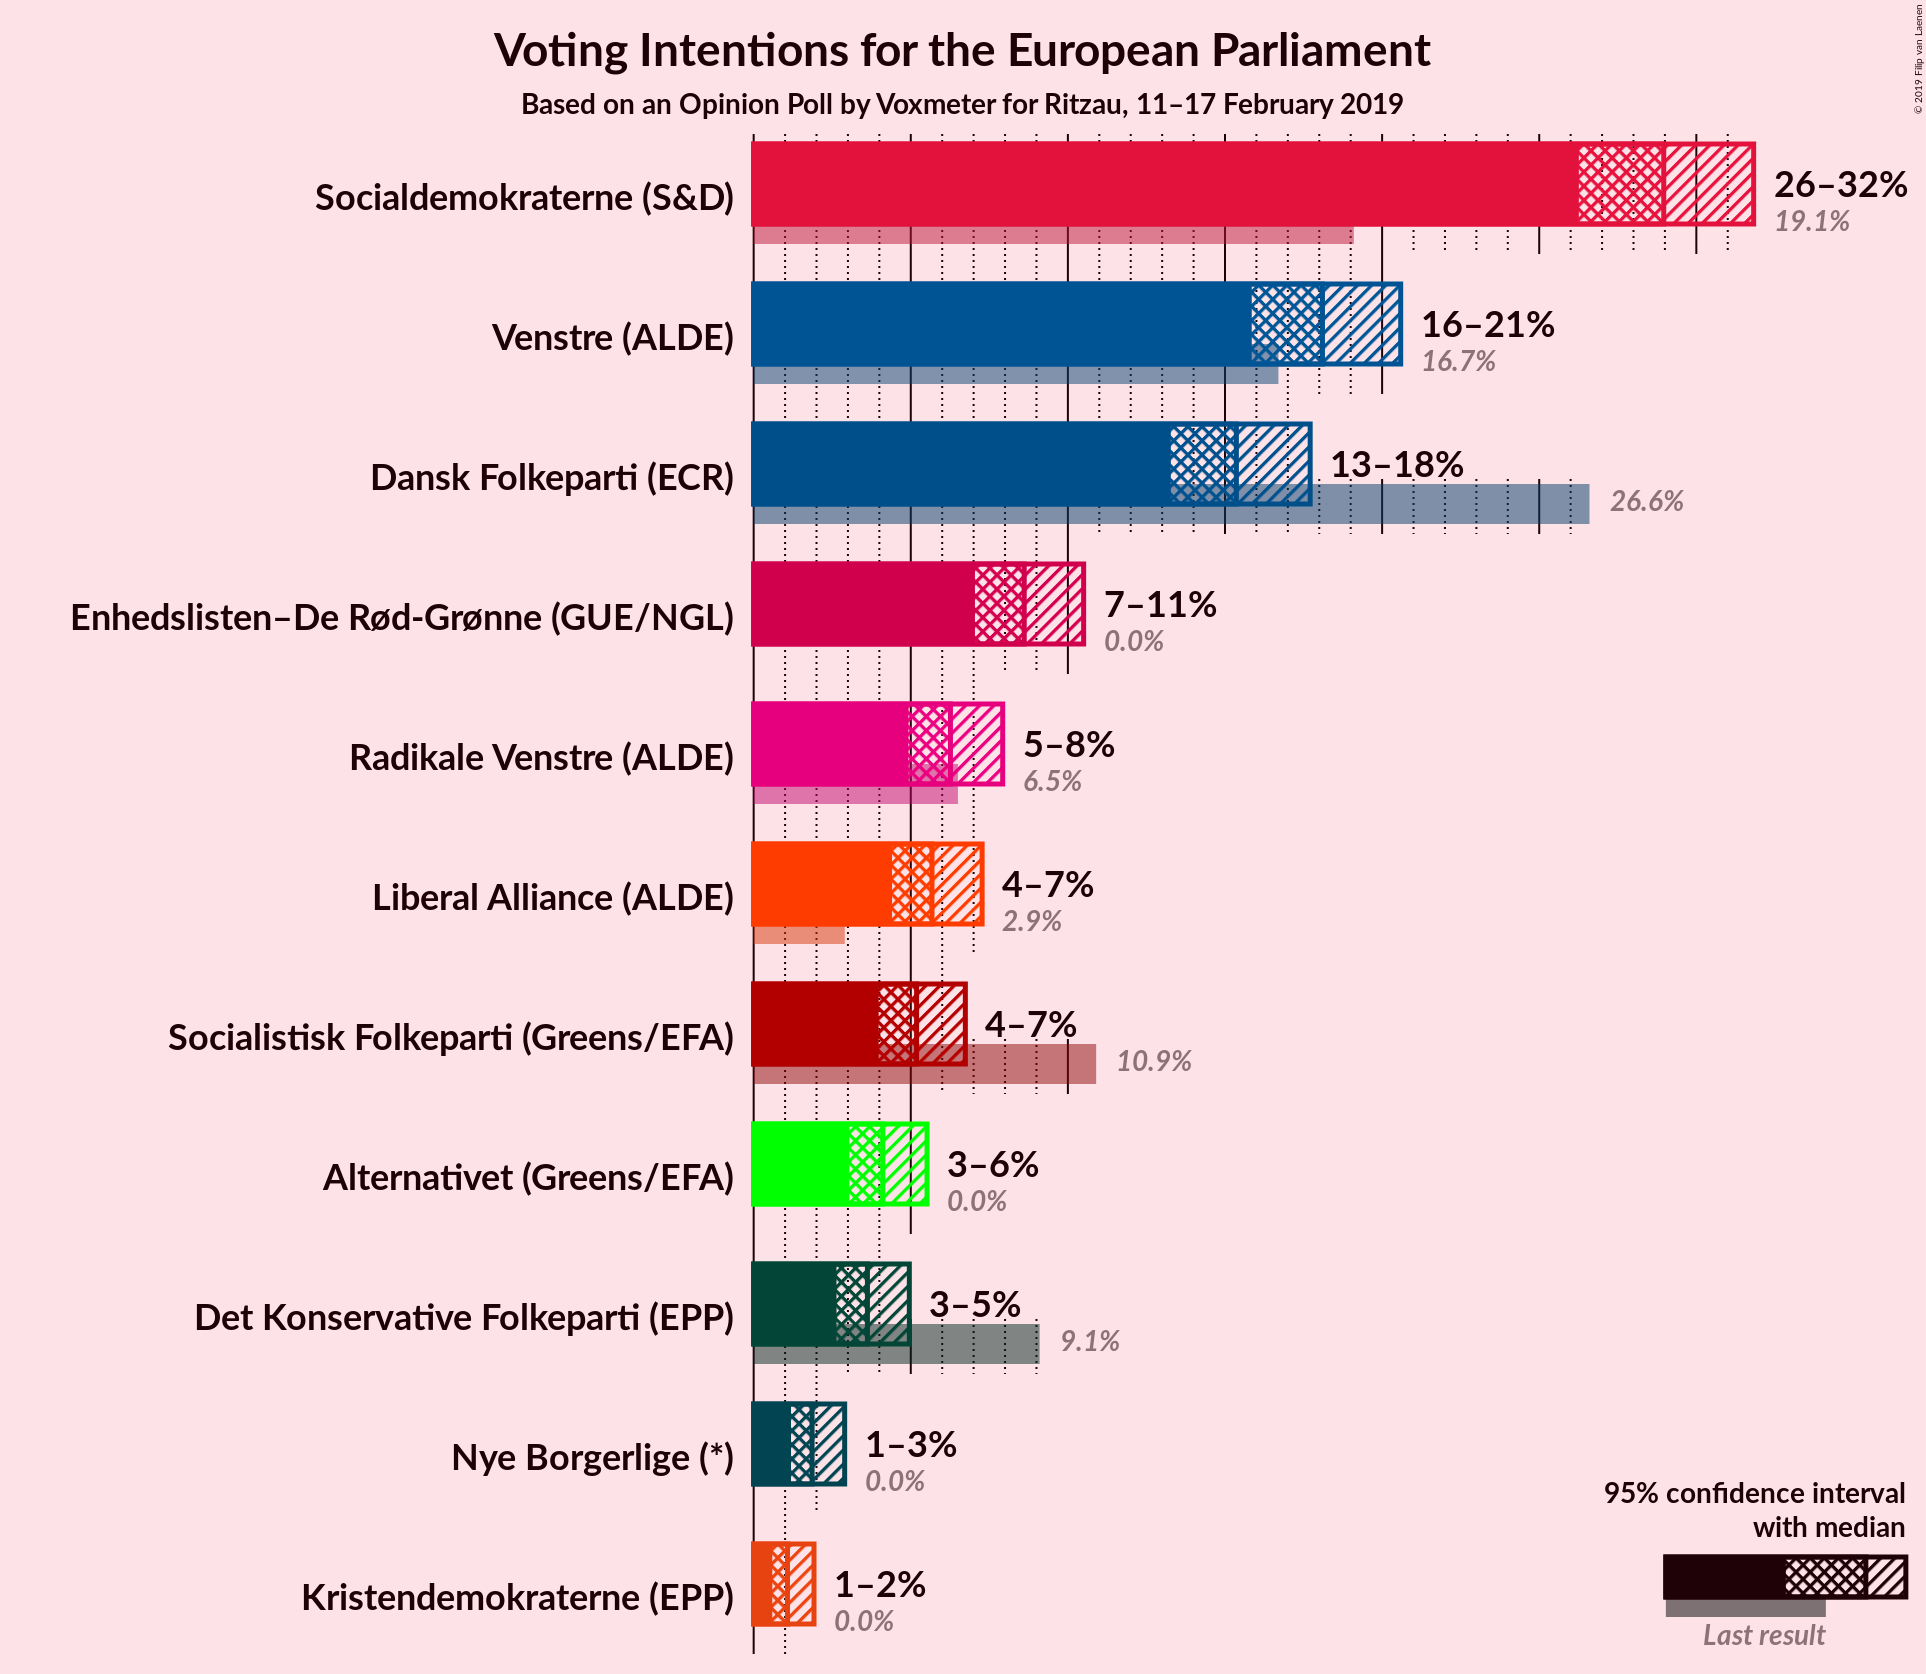 Voting Intentions for the European Parliament
Based on an Opinion Poll by Voxmeter for Ritzau, 11–17 February 2019
© 2019 Filip van Laenen
Socialdemokraterne (S&D)
26–32%
19.1%
Venstre (ALDE)
16–21%
16.7%
Dansk Folkeparti (ECR)
13–18%
26.6%
Enhedslisten–De Rød-Grønne (GUE/NGL)
7–11%
0.0%
Radikale Venstre (ALDE)
5–8%
6.5%
Liberal Alliance (ALDE)
4–7%
2.9%
Socialistisk Folkeparti (Greens/EFA)
4–7%
10.9%
Alternativet (Greens/EFA)
3–6%
0.0%
Det Konservative Folkeparti (EPP)
3–5%
9.1%
Nye Borgerlige (*)
1–3%
0.0%
Kristendemokraterne (EPP)
1–2%
0.0%
95% confidence interval
with median
Last result